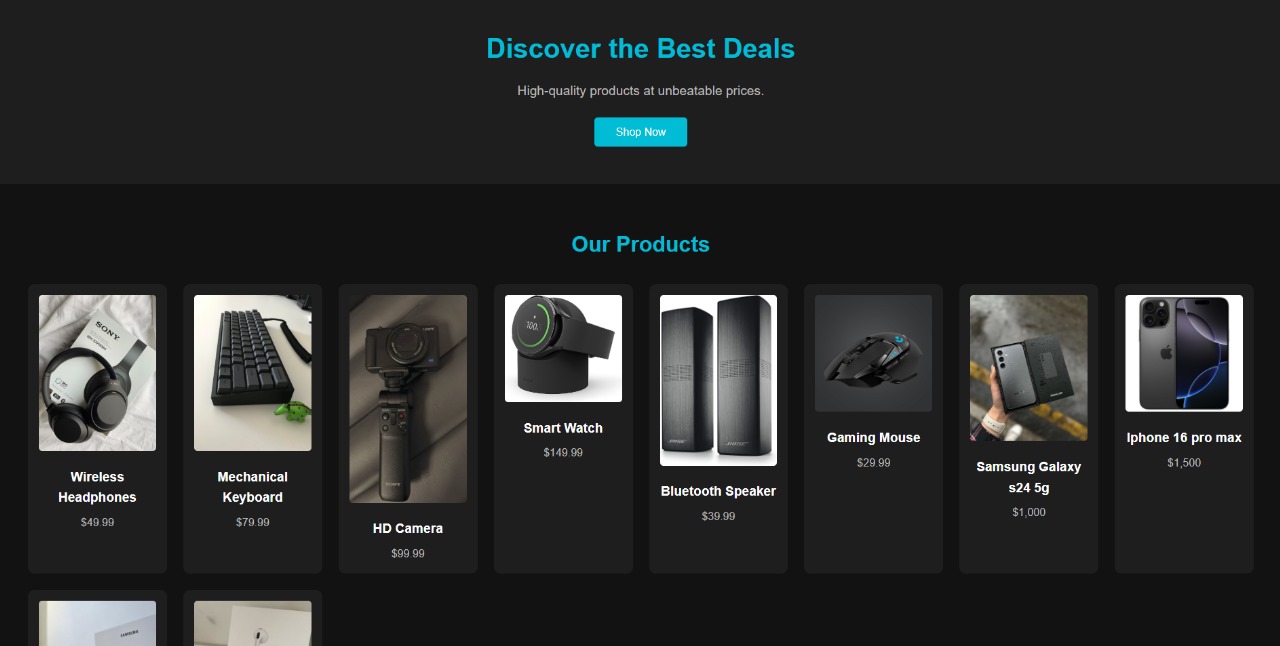 Discover the Best Deals
High-quality products at unbeatable prices.
Shop Now
Our Products
SONY
100%
BOSE
BOSE
SONY
Wireless
Headphones
$49.99
Mechanical
Keyboard
$79.99
HD Camera
$99.99
Smart Watch
$149.99
Bluetooth Speaker
$39.99
Gaming Mouse
$29.99
Samsung Galaxy
s24 5g
$1,000
Iphone 16 pro max
$1,500
SAMSUNG